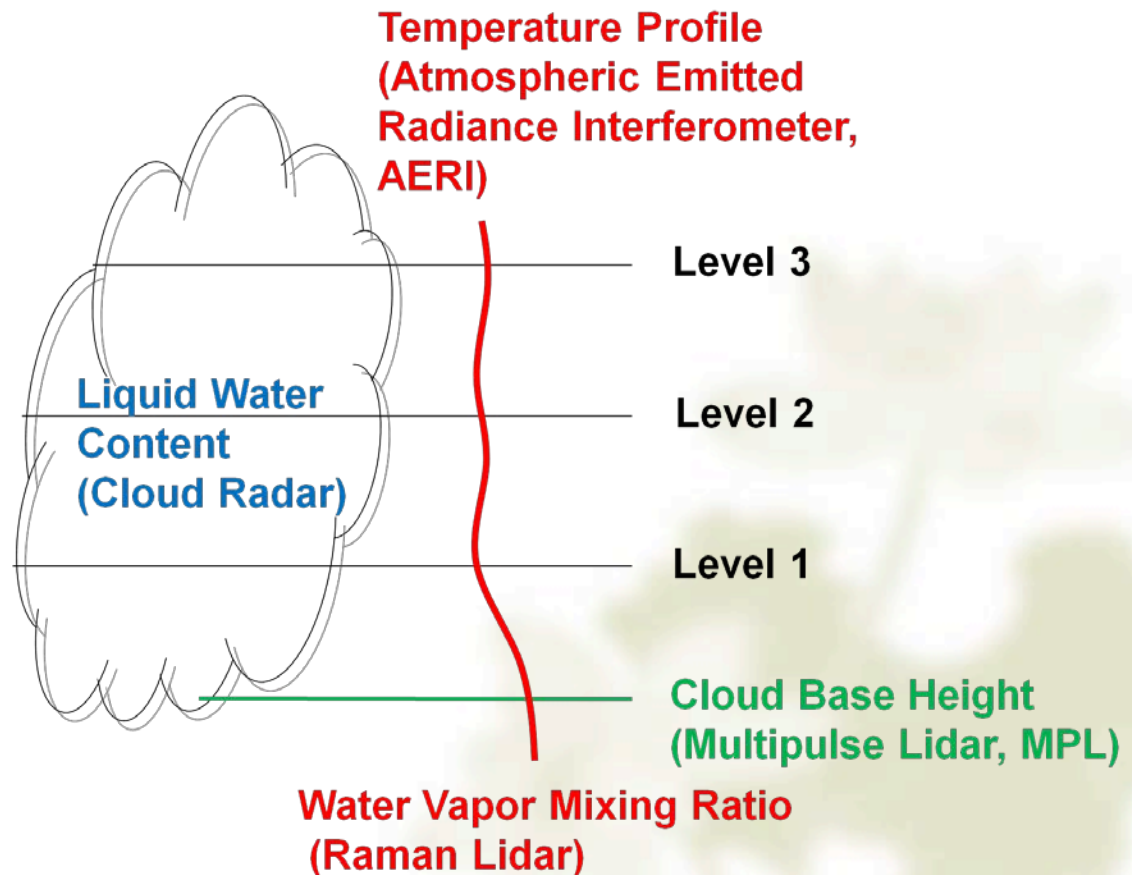 Temperature Profile
(Atmospheric Emitted
Radiance Interferometer,
AERI)
Level 3
Liquid Water
Content
(Cloud Radar)
Level 2
Level 1
Cloud Base Height
(Multipulse Lidar, MPL)
Water Vapor Mixing Ratio
(Raman Lidar)